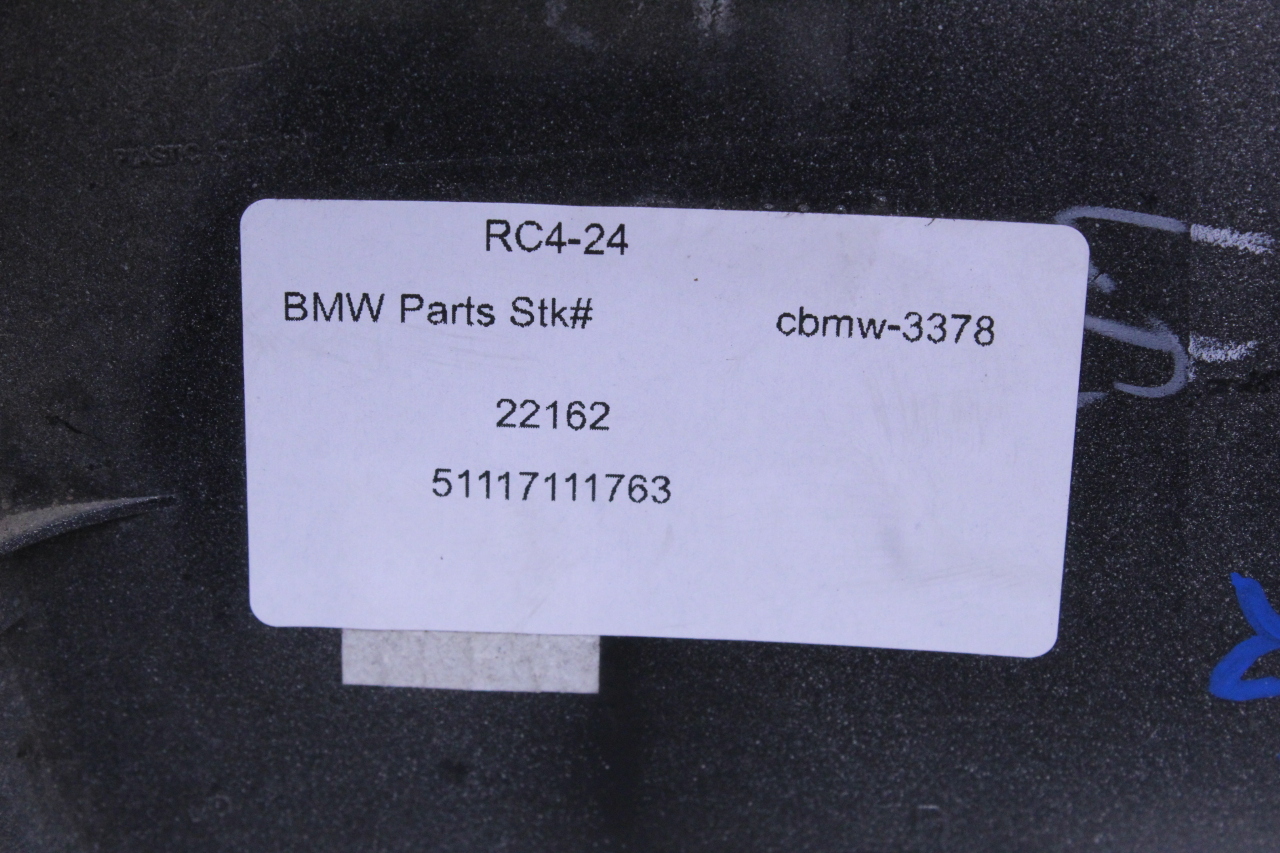 RC4-24
BMW Parts Stk# cbmw-3378
22162
51117111763